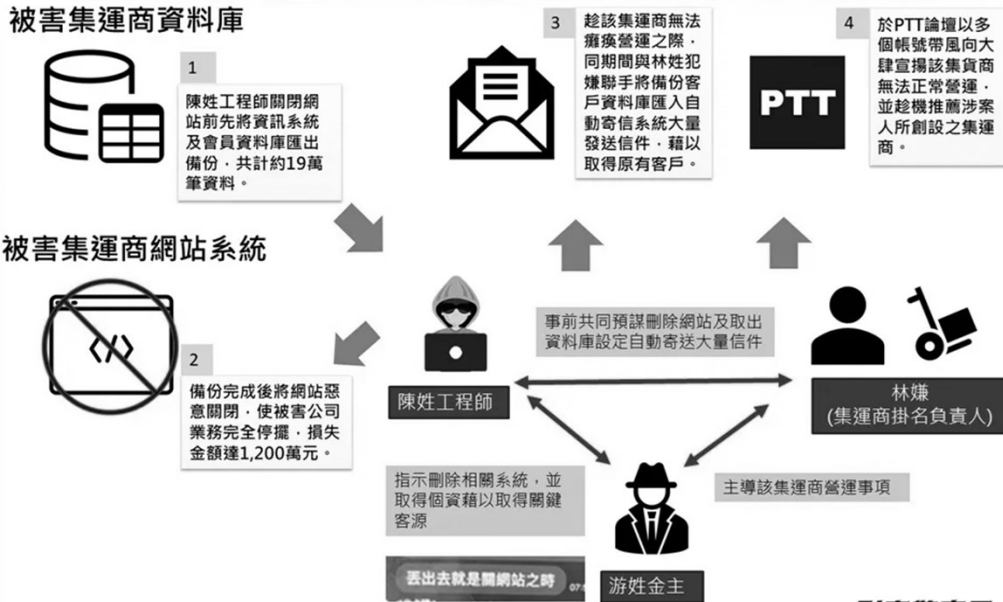 被害集運商資料庫
1
陳姓工程師關閉網
站前先將資訊系統
及會員資料庫匯出
備份，共計約19萬
筆資料。
3
趁該集運商無法
癱瘓營運之際，
同期間與林姓犯
嫌聯手將備份客
戶資料庫匯入自
動寄信系統大量
發送信件，藉以
取得原有客戶。
4
於PTT論壇以多
個帳號帶風向大
肆宣揚該集貨商
無法正常營運，
並趁機推薦涉案
人所創設之集運
商。
PTT
被害集運商網站系統
</>
2
備份完成後將網站惡
意關閉，使被害公司
業務完全停擺，損失
金額達1,200萬元。
事前共同預謀刪除網站及取出
資料庫設定自動寄送大量信件
陳姓工程師
林嫌
(集運商掛名負責人)
指示刪除相關系統，並
取得個資藉以取得關鍵
客源
主導該集運商營運事項
丟出去就是關網站之時
游姓金主